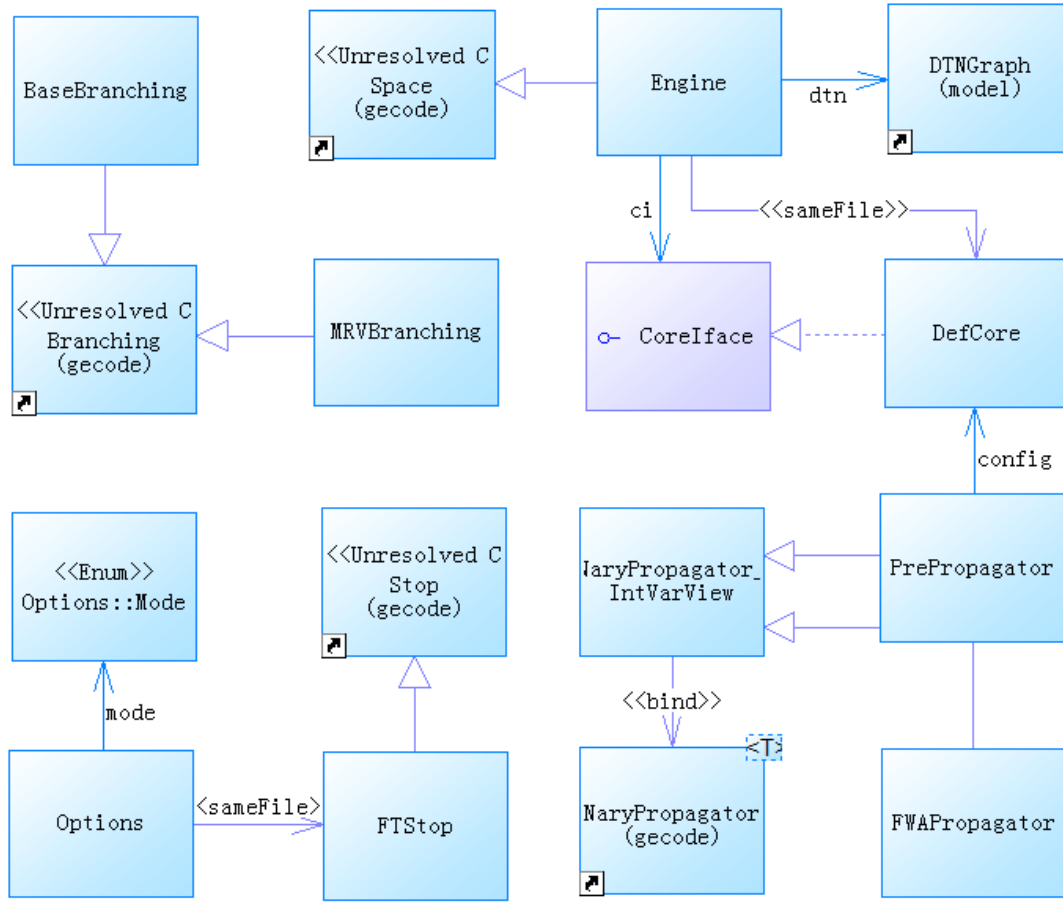 BaseBranching
<<Unresolved C
Space
(gecode)
Engine
dtn
DTNGraph
(model)
ci
<<sameFile>>
<<Unresolved C
Branching
(gecode)
MRVBranching
CoreIface
DefCore
config
<<Enum>>
Options::Mode
<<Unresolved C
Stop
(gecode)
NaryPropagator_
IntVarView
PrePropagator
mode
<<bind>>
<T>
Options
<sameFile>
FTStop
NaryPropagator
(gecode)
FWAPropagator